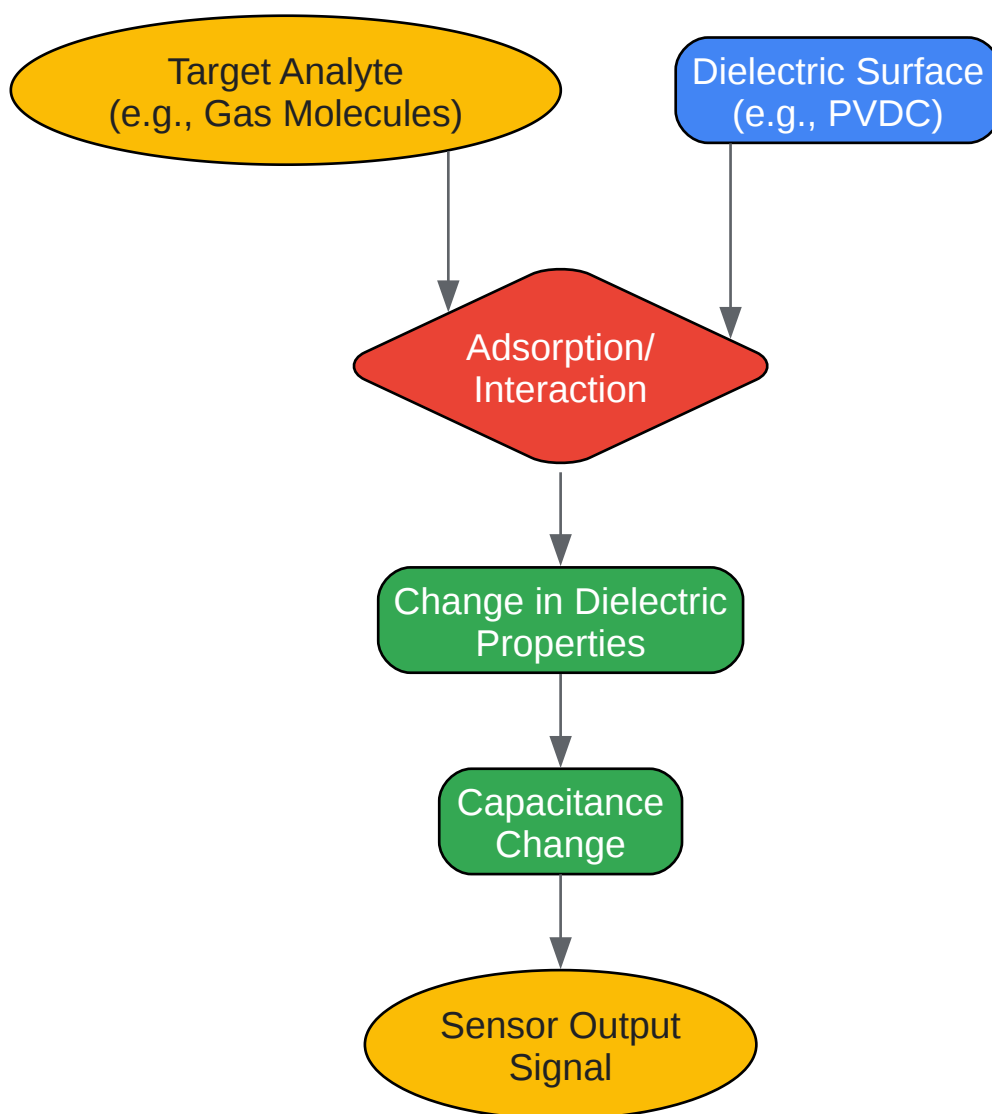 Target Analyte
(e.g., Gas Molecules)
Dielectric Surface
(e.g., PVDC)
Adsorption/
Interaction
Change in Dielectric
Properties
Capacitance
Change
Sensor Output
Signal